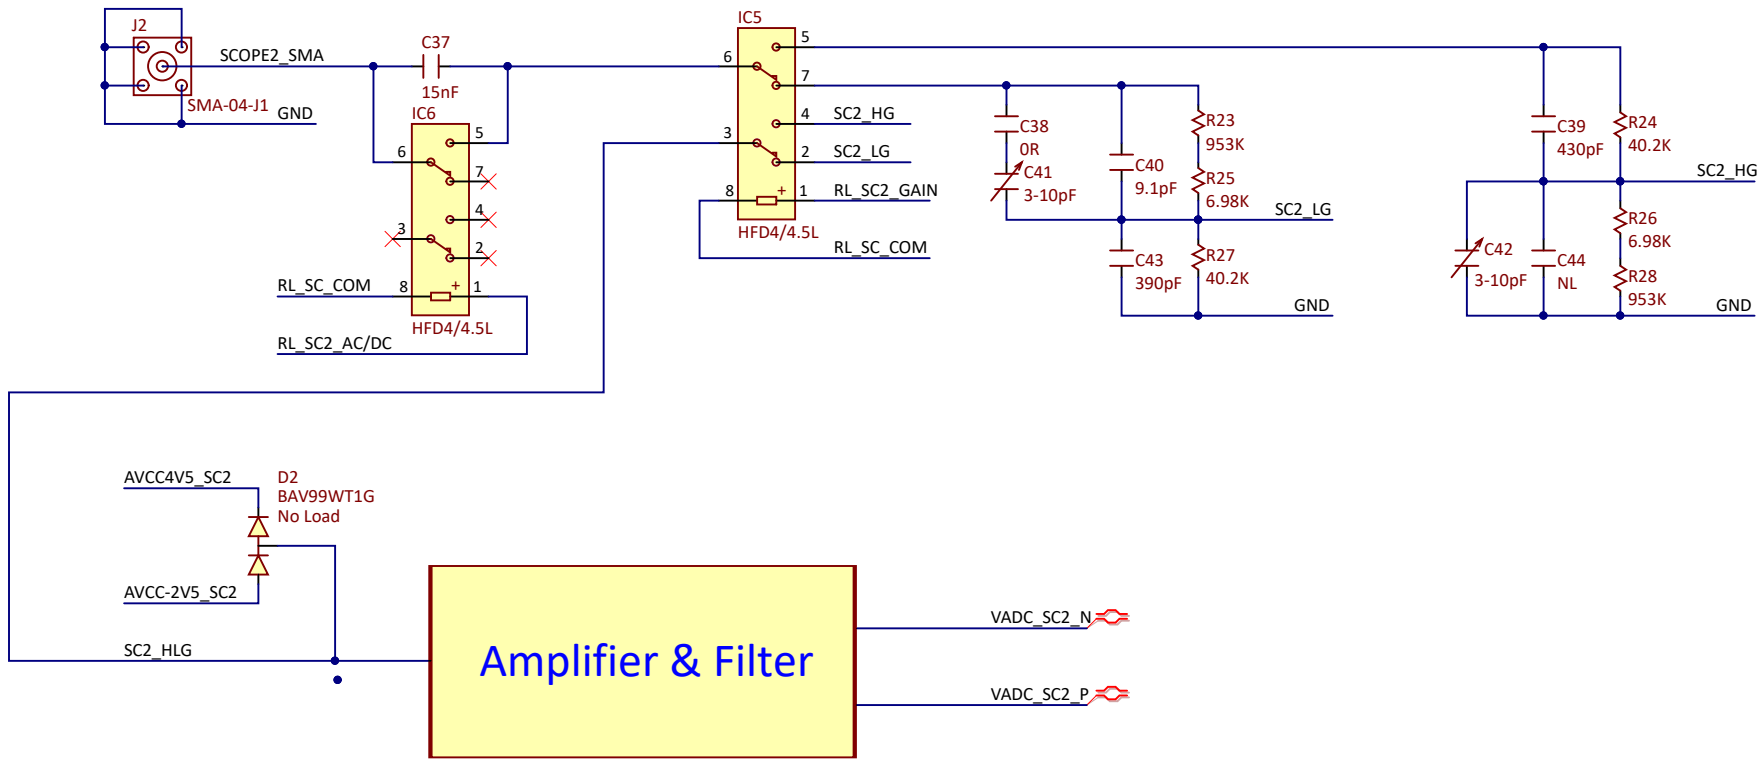 J2
SCOPE2_SMA
SMA-04-J1
GND
C37
15nF
IC6
5
6
7
4
3
2
8
+
1
HFD4/4.5L
RL_SC_COM
RL_SC2_AC/DC
IC5
5
6
7
4
SC2_HG
3
2
SC2_LG
8
+
1
RL_SC2_GAIN
HFD4/4.5L
RL_SC_COM
C38
0R
C41
3-10pF
C40
9.1pF
R23
953K
R25
6.98K
SC2_LG
C43
390pF
R27
40.2K
GND
C39
430pF
R24
40.2K
SC2_HG
C42
3-10pF
C44
NL
R26
6.98K
R28
953K
GND
AVCC4V5_SC2
D2
BAV99WT1G
No Load
AVCC-2V5_SC2
SC2_HLG
Amplifier & Filter
VADC_SC2_N
VADC_SC2_P